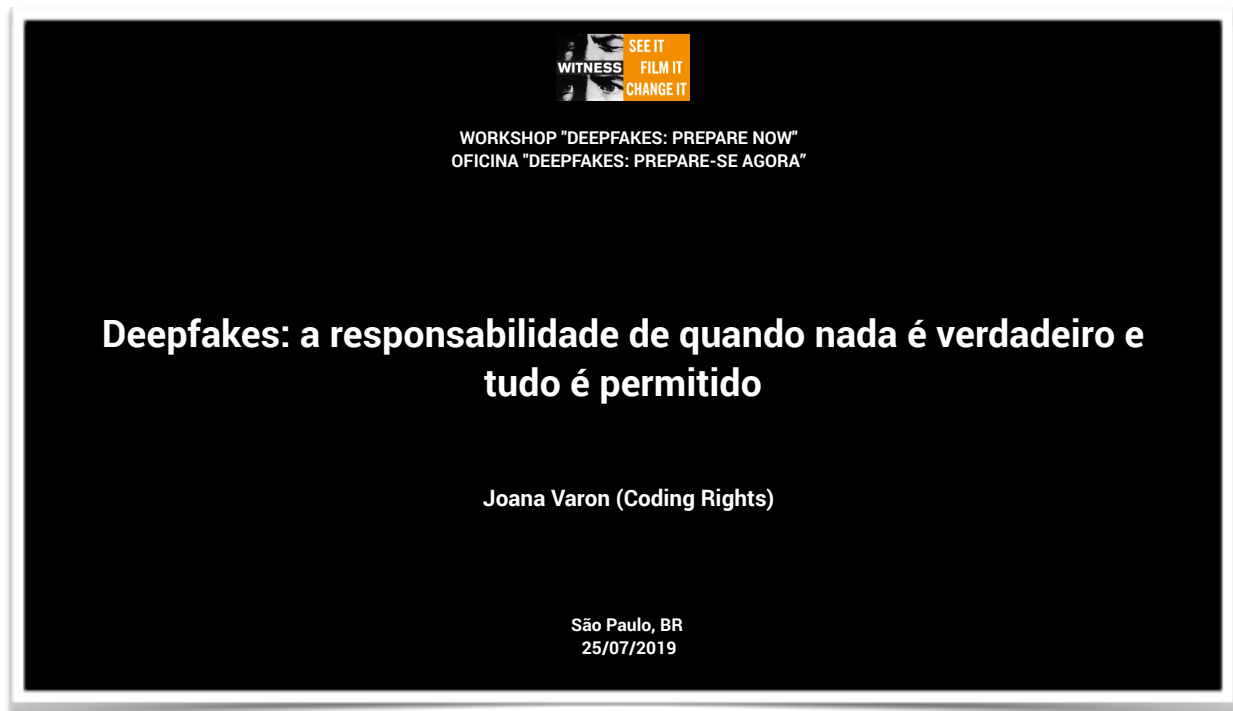 SEE IT
WITNESS FILM IT
CHANGE IT
WORKSHOP "DEEPFAKES: PREPARE NOW"
OFICINA "DEEPFAKES: PREPARE-SE AGORA”
Deepfakes: a responsabilidade de quando nada é verdadeiro e
tudo é permitido
Joana Varon (Coding Rights)
São Paulo, BR
25/07/2019